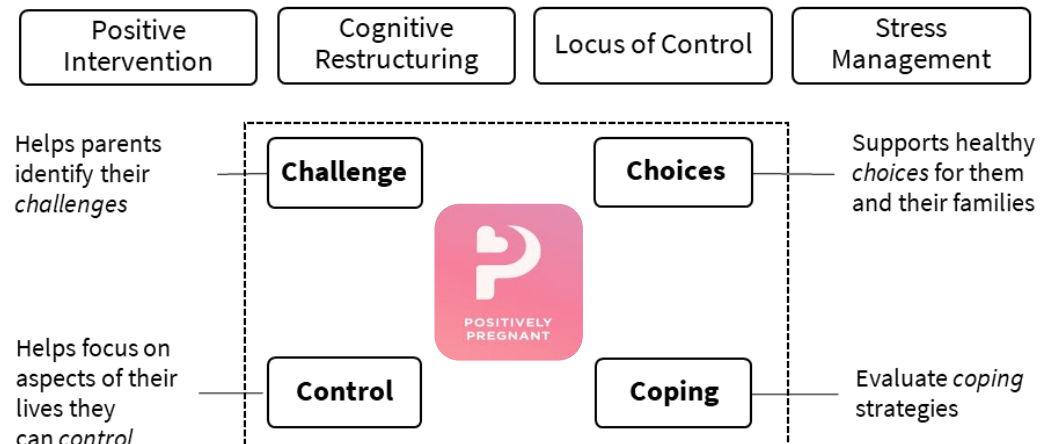 Positive
Intervention
Cognitive
Restructuring
Locus of Control
Stress
Management
Helps parents
identify their
challenges
Challenge
Choices
Supports healthy
choices for them
and their families
POSITIVELY
PREGNANT
Helps focus on
aspects of their
lives they
can control
Control
Coping
Evaluate coping
strategies